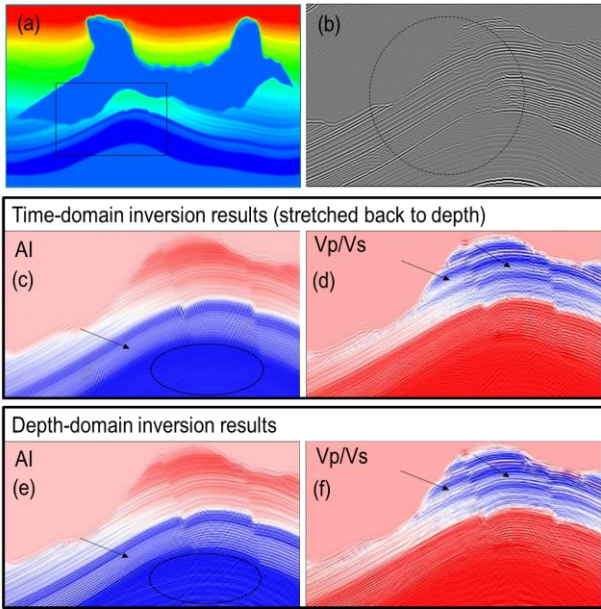 (a)
(b)
Time-domain inversion results (stretched back to depth)
AI
(c)
Vp/Vs
(d)
Depth-domain inversion results
AI
(e)
Vp/Vs
(f)